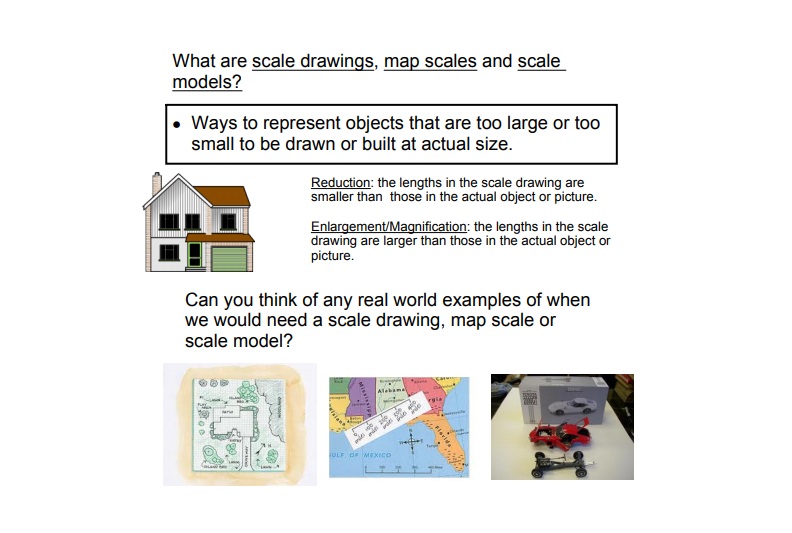 What are scale drawings, map scales and scale
models?
• Ways to represent objects that are too large or too
small to be drawn or built at actual size.
Reduction: the lengths in the scale drawing are
smaller than those in the actual object or picture.
Enlargement/Magnification: the lengths in the scale
drawing are larger than those in the actual object or
picture.
Can you think of any real world examples of when
we would need a scale drawing, map scale or
scale model?
Mississippi
Alabama
Florida
GULF OF MEXICO